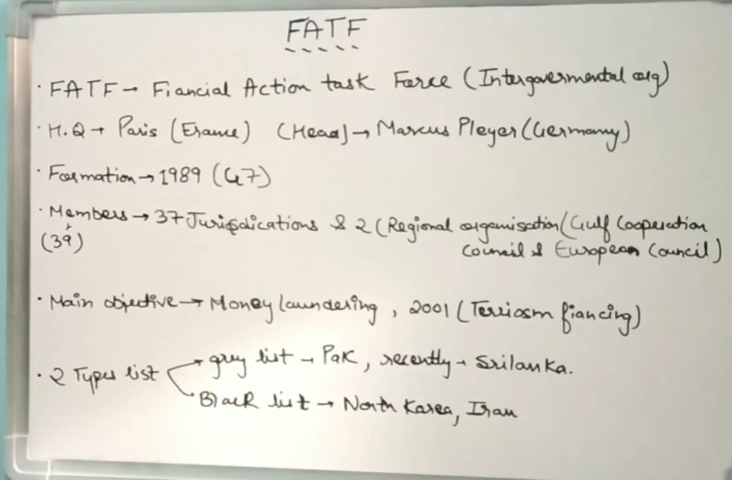 FATF
· FATF → Fiancial Action task Force (Intergovermental org)
· H.Q → Paris (France) (Head) → Marcus Pleyer (Germany)
· Formation → 1989 (G7)
· Members → 37 Jurisdications & 2 (Regional organisation (Gulf Cooperation
(39) Council & European Council)
· Main objective → Money laundering, 2001 (Terriosm fiancing)
· 2 Types list
grey list → Pak, recently → Srilanka.
Black list → North Korea, Iran